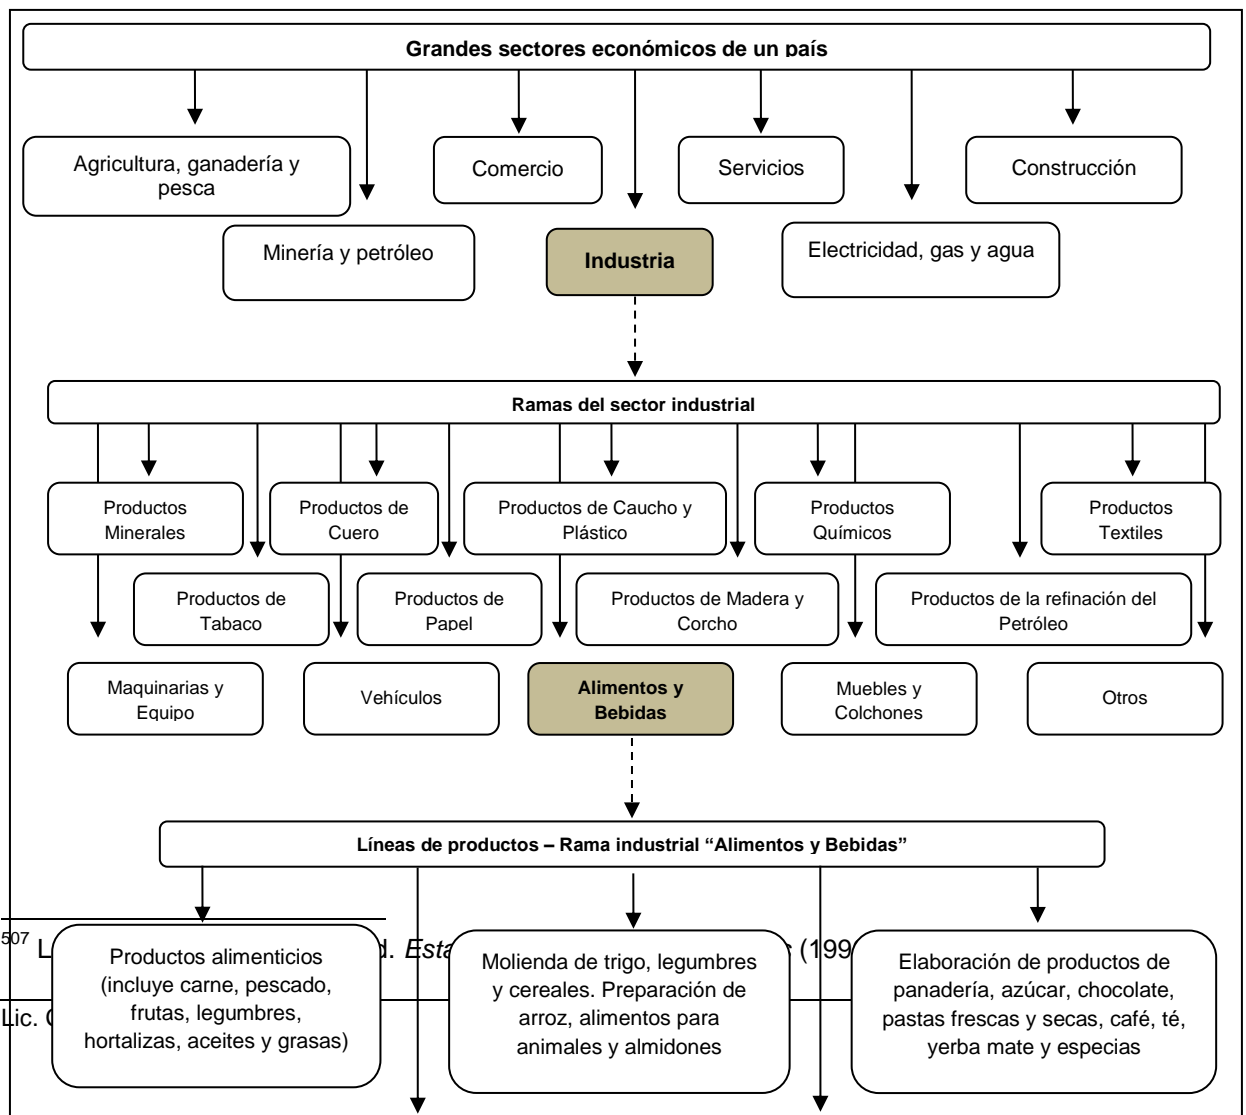 Grandes sectores económicos de un país
Agricultura, ganadería y
pesca
Comercio
Servicios
Construcción
Minería y petróleo
Industria
Electricidad, gas y agua
Ramas del sector industrial
Productos
Minerales
Productos de
Cuero
Productos de Caucho y
Plástico
Productos
Químicos
Productos
Textiles
Productos de
Tabaco
Productos de
Papel
Productos de Madera y
Corcho
Productos de la refinación del
Petróleo
Maquinarias y
Equipo
Vehículos
Alimentos y
Bebidas
Muebles y
Colchones
Otros
Líneas de productos – Rama industrial “Alimentos y Bebidas”
507
Productos alimenticios
(incluye carne, pescado,
frutas, legumbres,
hortalizas, aceites y grasas)
Molienda de trigo, legumbres
y cereales. Preparación de
arroz, alimentos para
animales y almidones
Elaboración de productos de
panadería, azúcar, chocolate,
pastas frescas y secas, café, té,
yerba mate y especias
Lic.